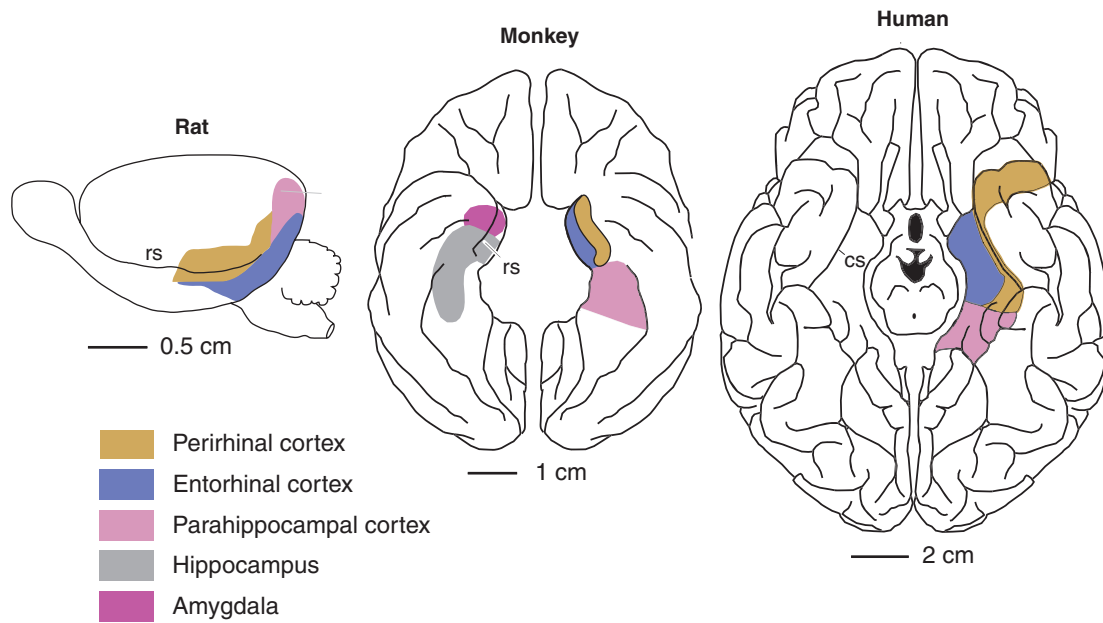 Human
Monkey
Rat
rs
rs
cs
0.5 cm
1 cm
2 cm
Perirhinal cortex
Entorhinal cortex
Parahippocampal cortex
Hippocampus
Amygdala